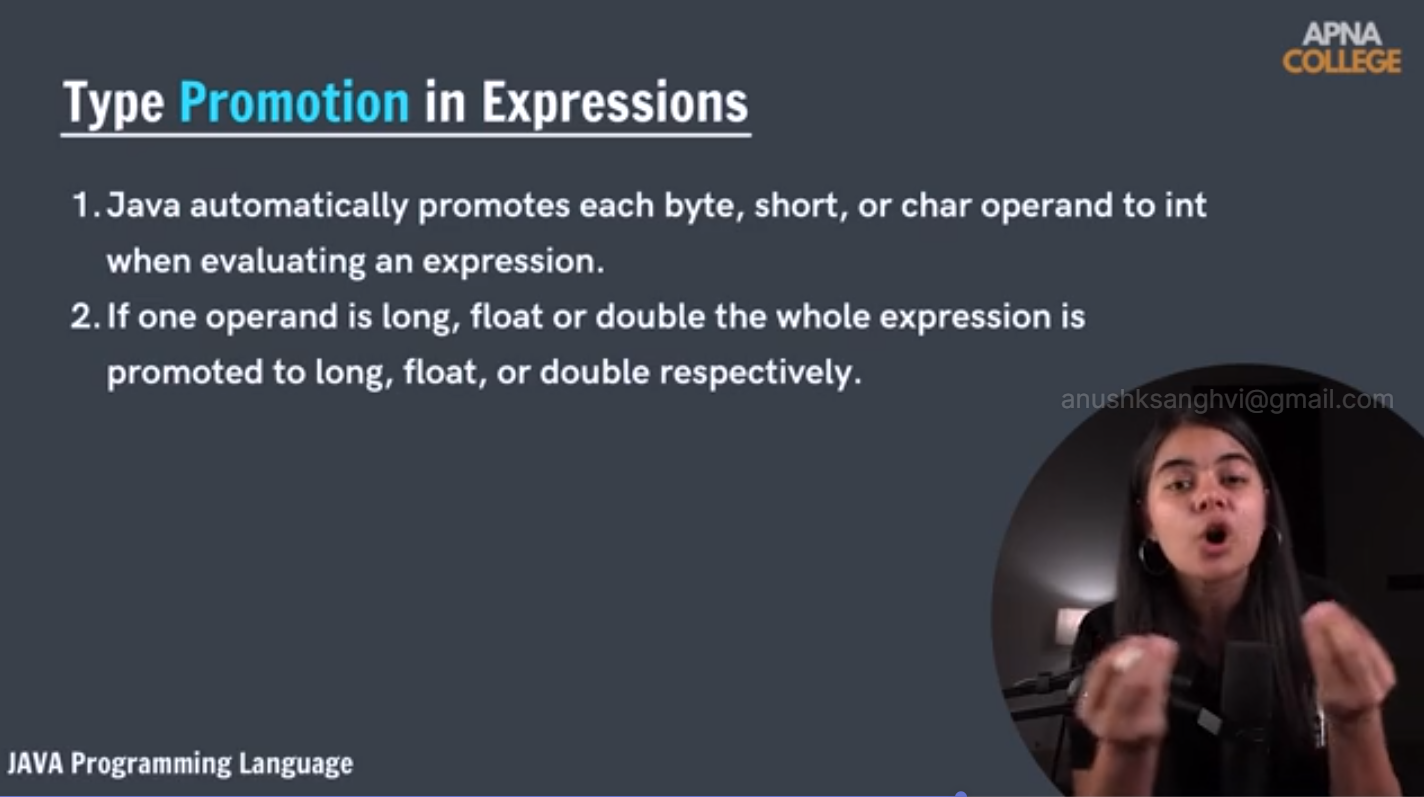 APNA
COLLEGE
Type Promotion in Expressions
1. Java automatically promotes each byte, short, or char operand to int
when evaluating an expression.
2. If one operand is long, float or double the whole expression is
promoted to long, float, or double respectively.
anushksanghvi@gmail.com
JAVA Programming Language